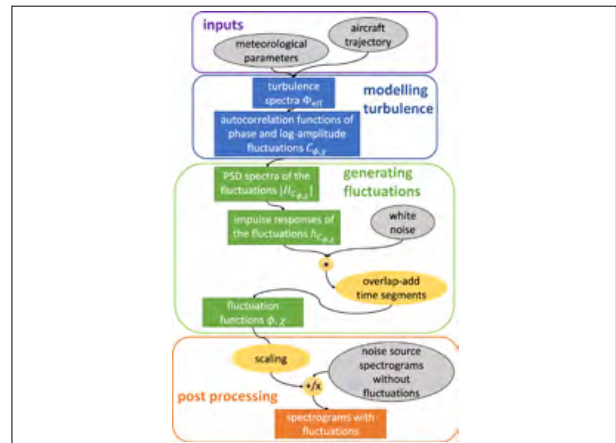 inputs
aircraft
trajectory
meteorological
parameters
turbulence
spectra Φeff
modelling
turbulence
autocorrelation functions of
phase and log-amplitude
fluctuations Cϕ,χ
generating
fluctuations
PSD spectra of the
fluctuations |HCϕ,χ|
impulse responses of
the fluctuations hCϕ,χ
white
noise
*
overlap-add
time segments
fluctuation
functions ϕ, χ
scaling
noise source
spectrograms
without
fluctuations
+/x
post processing
spectrograms with
fluctuations